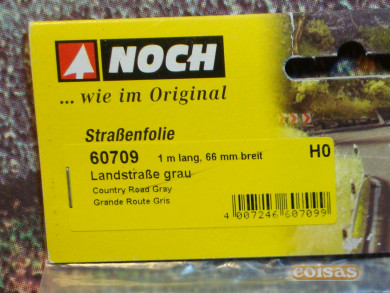 NOCH
... wie im Original
Straßenfolie
60709 1 m lang, 66 mm breit H0
Landstraße grau
Country Road Gray
Grande Route Gris
4 007246 607099
coisas